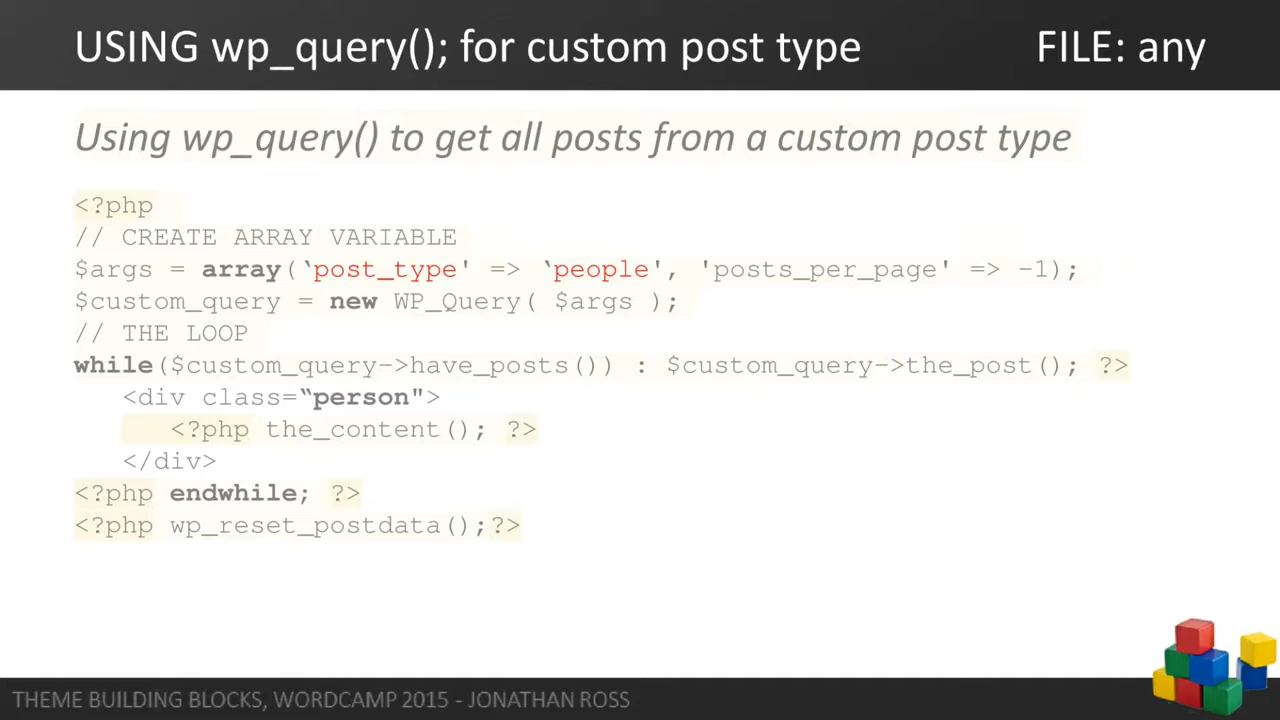 USING wp_query(); for custom post type FILE: any
Using wp_query() to get all posts from a custom post type
<?php
// CREATE ARRAY VARIABLE
$args = array(‘post_type' => ‘people', 'posts_per_page' => -1);
$custom_query = new WP_Query( $args );
// THE LOOP
while($custom_query->have_posts()) : $custom_query->the_post(); ?>
<div class=“person">
<?php the_content(); ?>
</div>
<?php endwhile; ?>
<?php wp_reset_postdata();?>
THEME BUILDING BLOCKS, WORDCAMP 2015 - JONATHAN ROSS